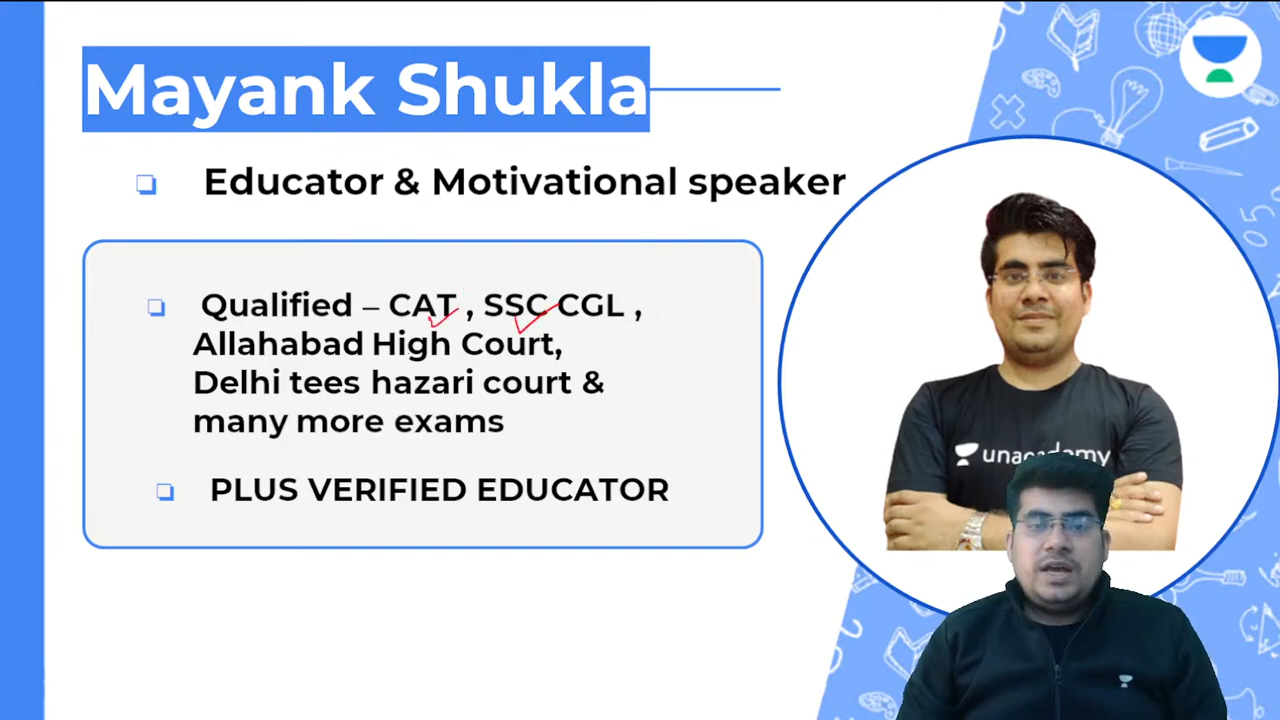 Mayank Shukla
Educator & Motivational speaker
Qualified – CAT , SSC CGL ,
Allahabad High Court,
Delhi tees hazari court &
many more exams
PLUS VERIFIED EDUCATOR
unacademy